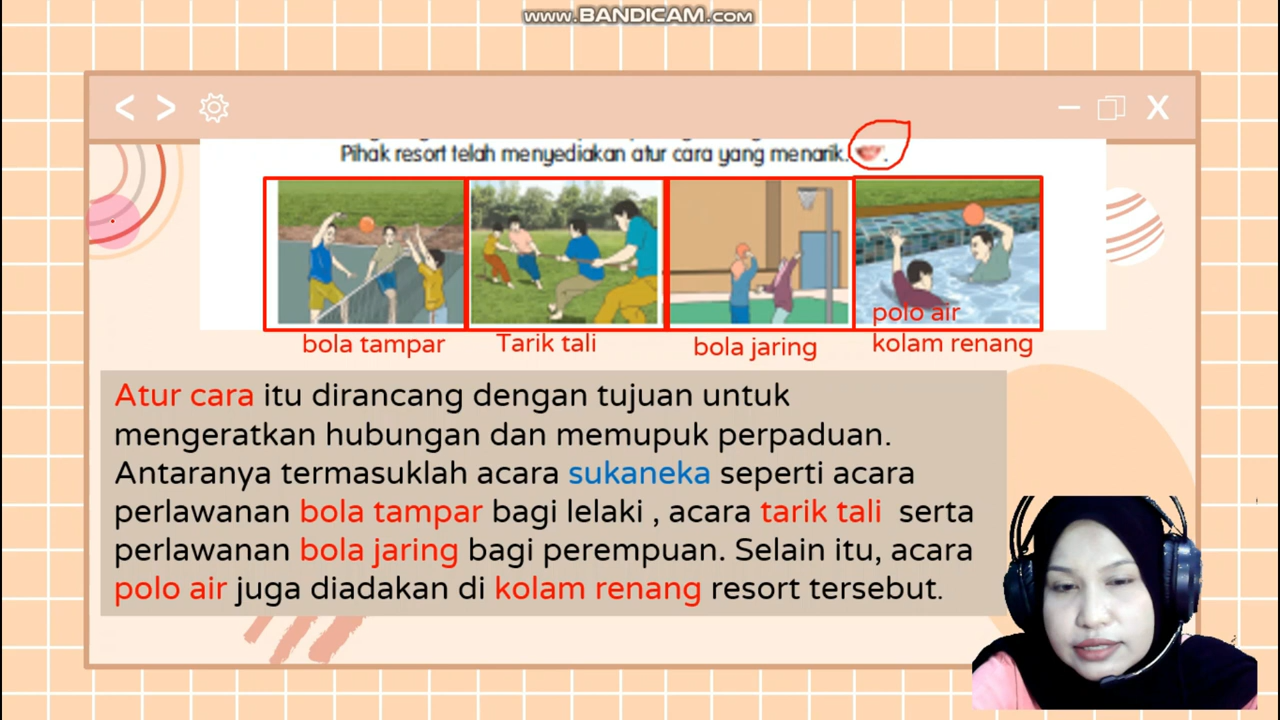 www.BANDICAM.com
Pihak resort telah menyediakan atur cara yang menarik.
bola tampar
Tarik tali
bola jaring
polo air
kolam renang
Atur cara itu dirancang dengan tujuan untuk
mengeratkan hubungan dan memupuk perpaduan.
Antaranya termasuklah acara sukaneka seperti acara
perlawanan bola tampar bagi lelaki , acara tarik tali serta
perlawanan bola jaring bagi perempuan. Selain itu, acara
polo air juga diadakan di kolam renang resort tersebut.